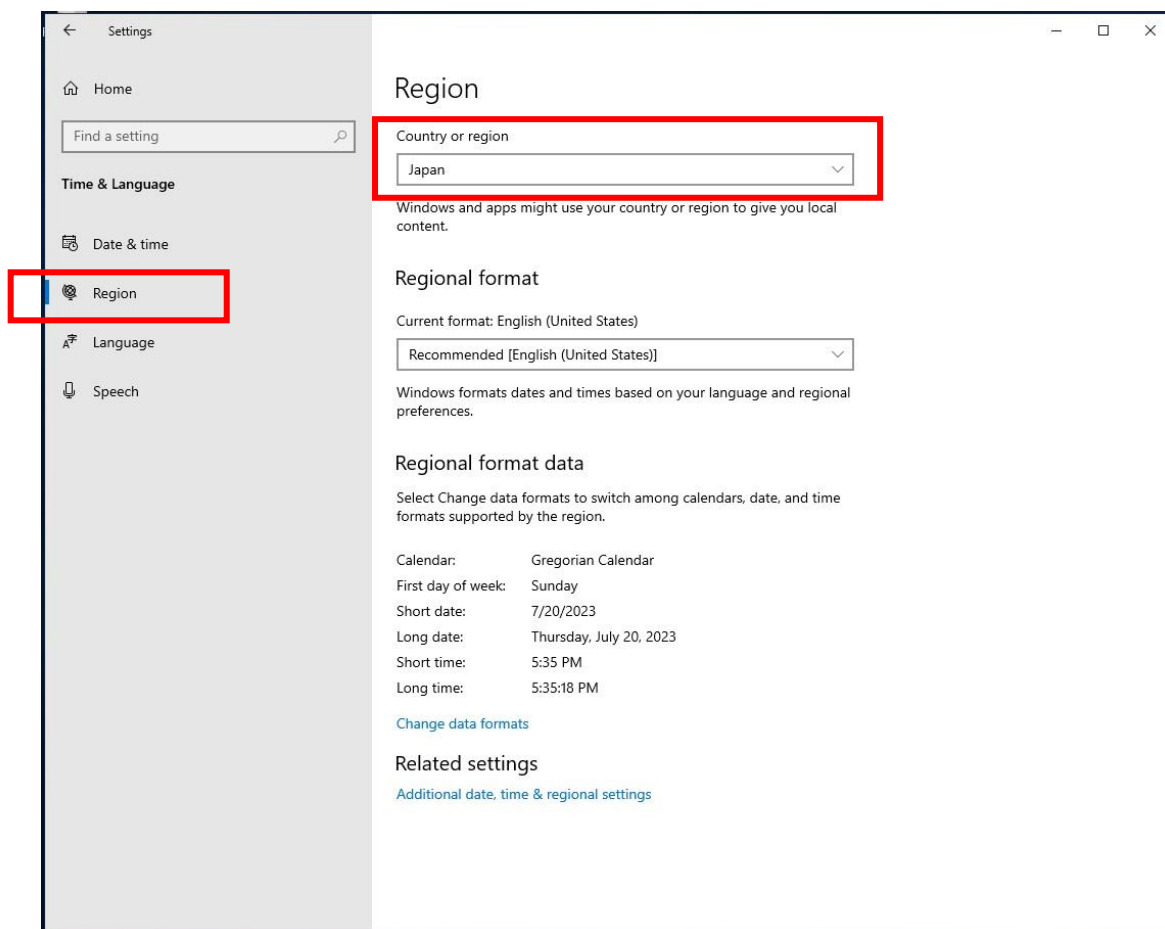 Settings
Home
Find a setting
Time & Language
Date & time
Region
Language
Speech
Region
Country or region
Japan
Windows and apps might use your country or region to give you local
content.
Regional format
Current format: English (United States)
Recommended [English (United States)]
Windows formats dates and times based on your language and regional
preferences.
Regional format data
Select Change data formats to switch among calendars, date, and time
formats supported by the region.
Calendar: Gregorian Calendar
First day of week: Sunday
Short date: 7/20/2023
Long date: Thursday, July 20, 2023
Short time: 5:35 PM
Long time: 5:35:18 PM
Change data formats
Related settings
Additional date, time & regional settings